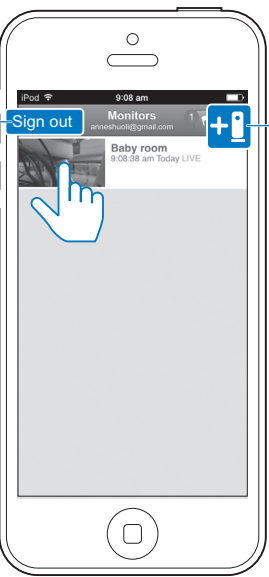 iPod 9:08 am
Sign out
Monitors
anneshuoli@gmail.com
1
Baby room
9:08:38 am Today LIVE